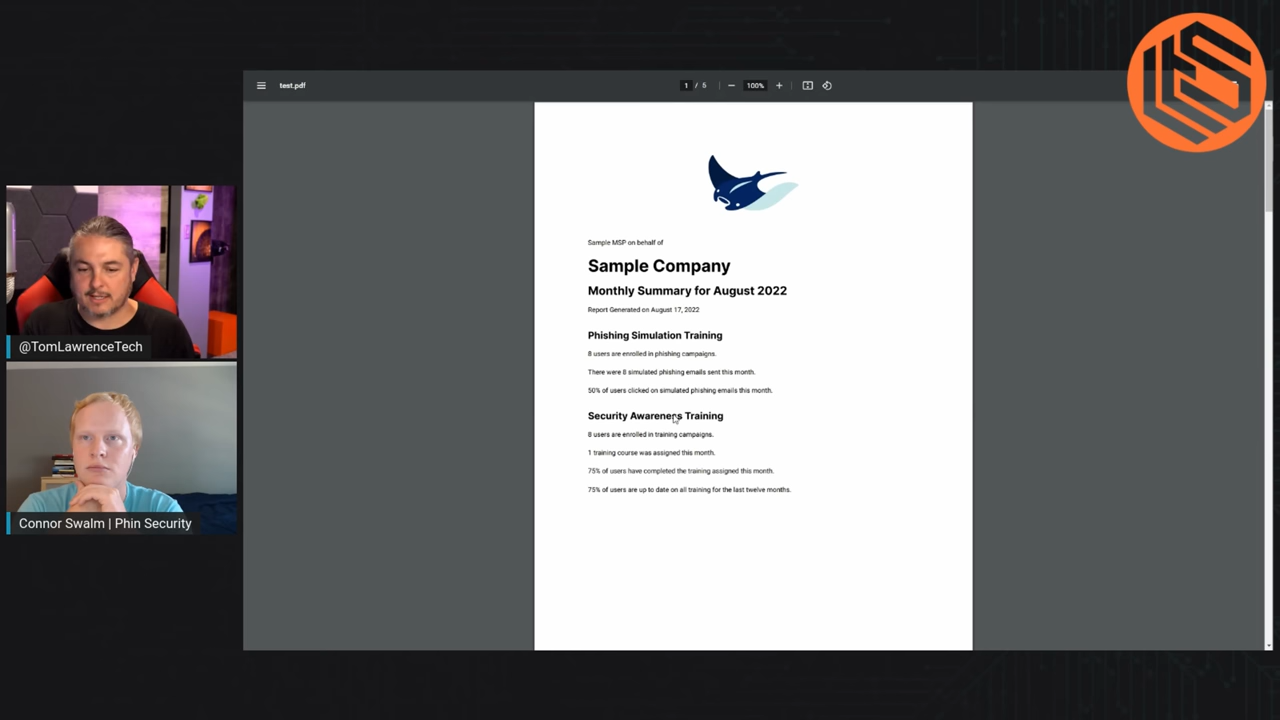 test.pdf
1 / 5
100%
Sample MSP on behalf of
Sample Company
Monthly Summary for August 2022
Report Generated on August 17, 2022
Phishing Simulation Training
8 users are enrolled in phishing campaigns.
There were 8 simulated phishing emails sent this month.
50% of users clicked on simulated phishing emails this month.
Security Awareness Training
8 users are enrolled in training campaigns.
1 training course was assigned this month.
75% of users have completed the training assigned this month.
75% of users are up to date on all training for the last twelve months.
@TomLawrenceTech
Connor Swalm | Phin Security